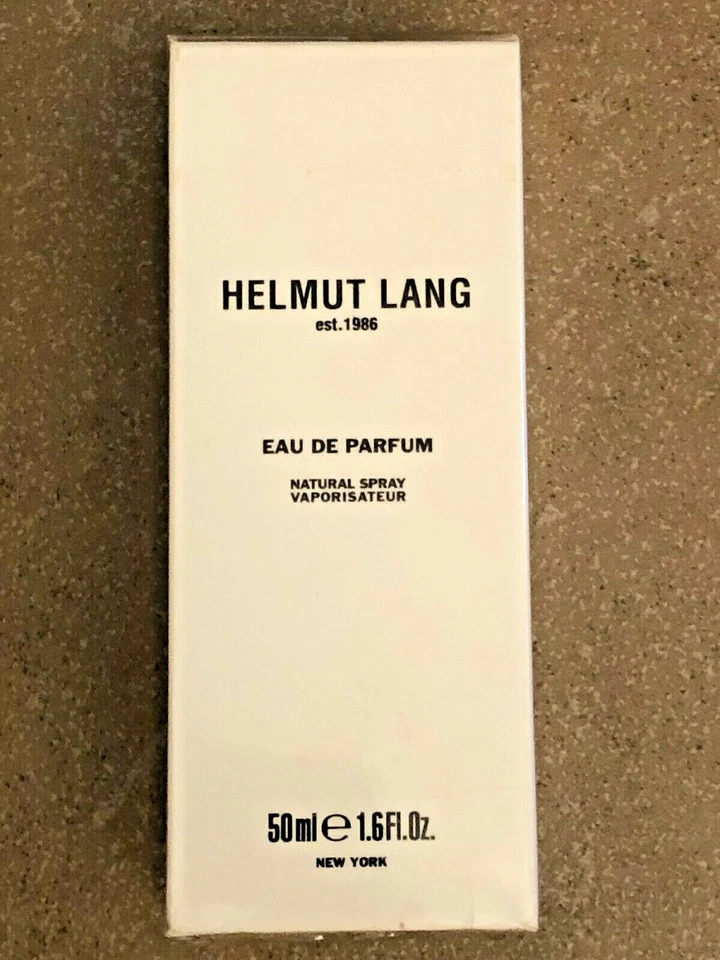 HELMUT LANG
est.1986
EAU DE PARFUM
NATURAL SPRAY
VAPORISATEUR
50ml ℮ 1.6Fl.Oz.
NEW YORK